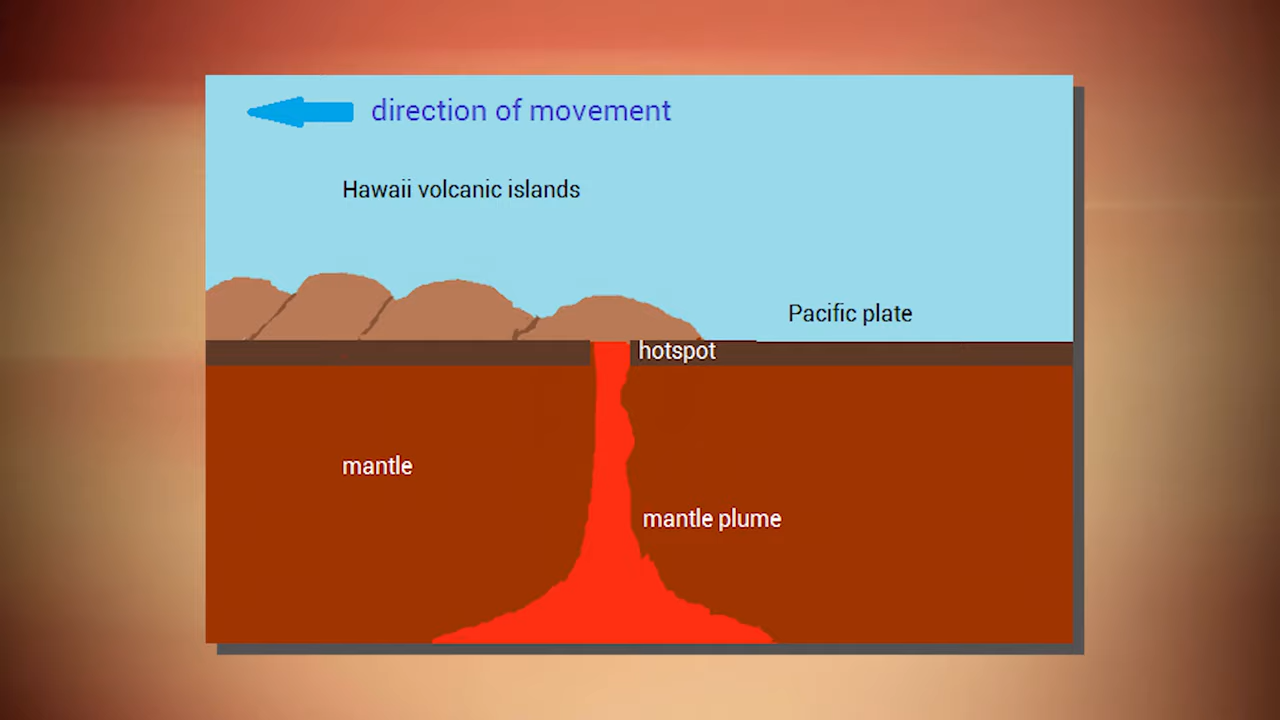 direction of movement
Hawaii volcanic islands
Pacific plate
hotspot
mantle
mantle plume